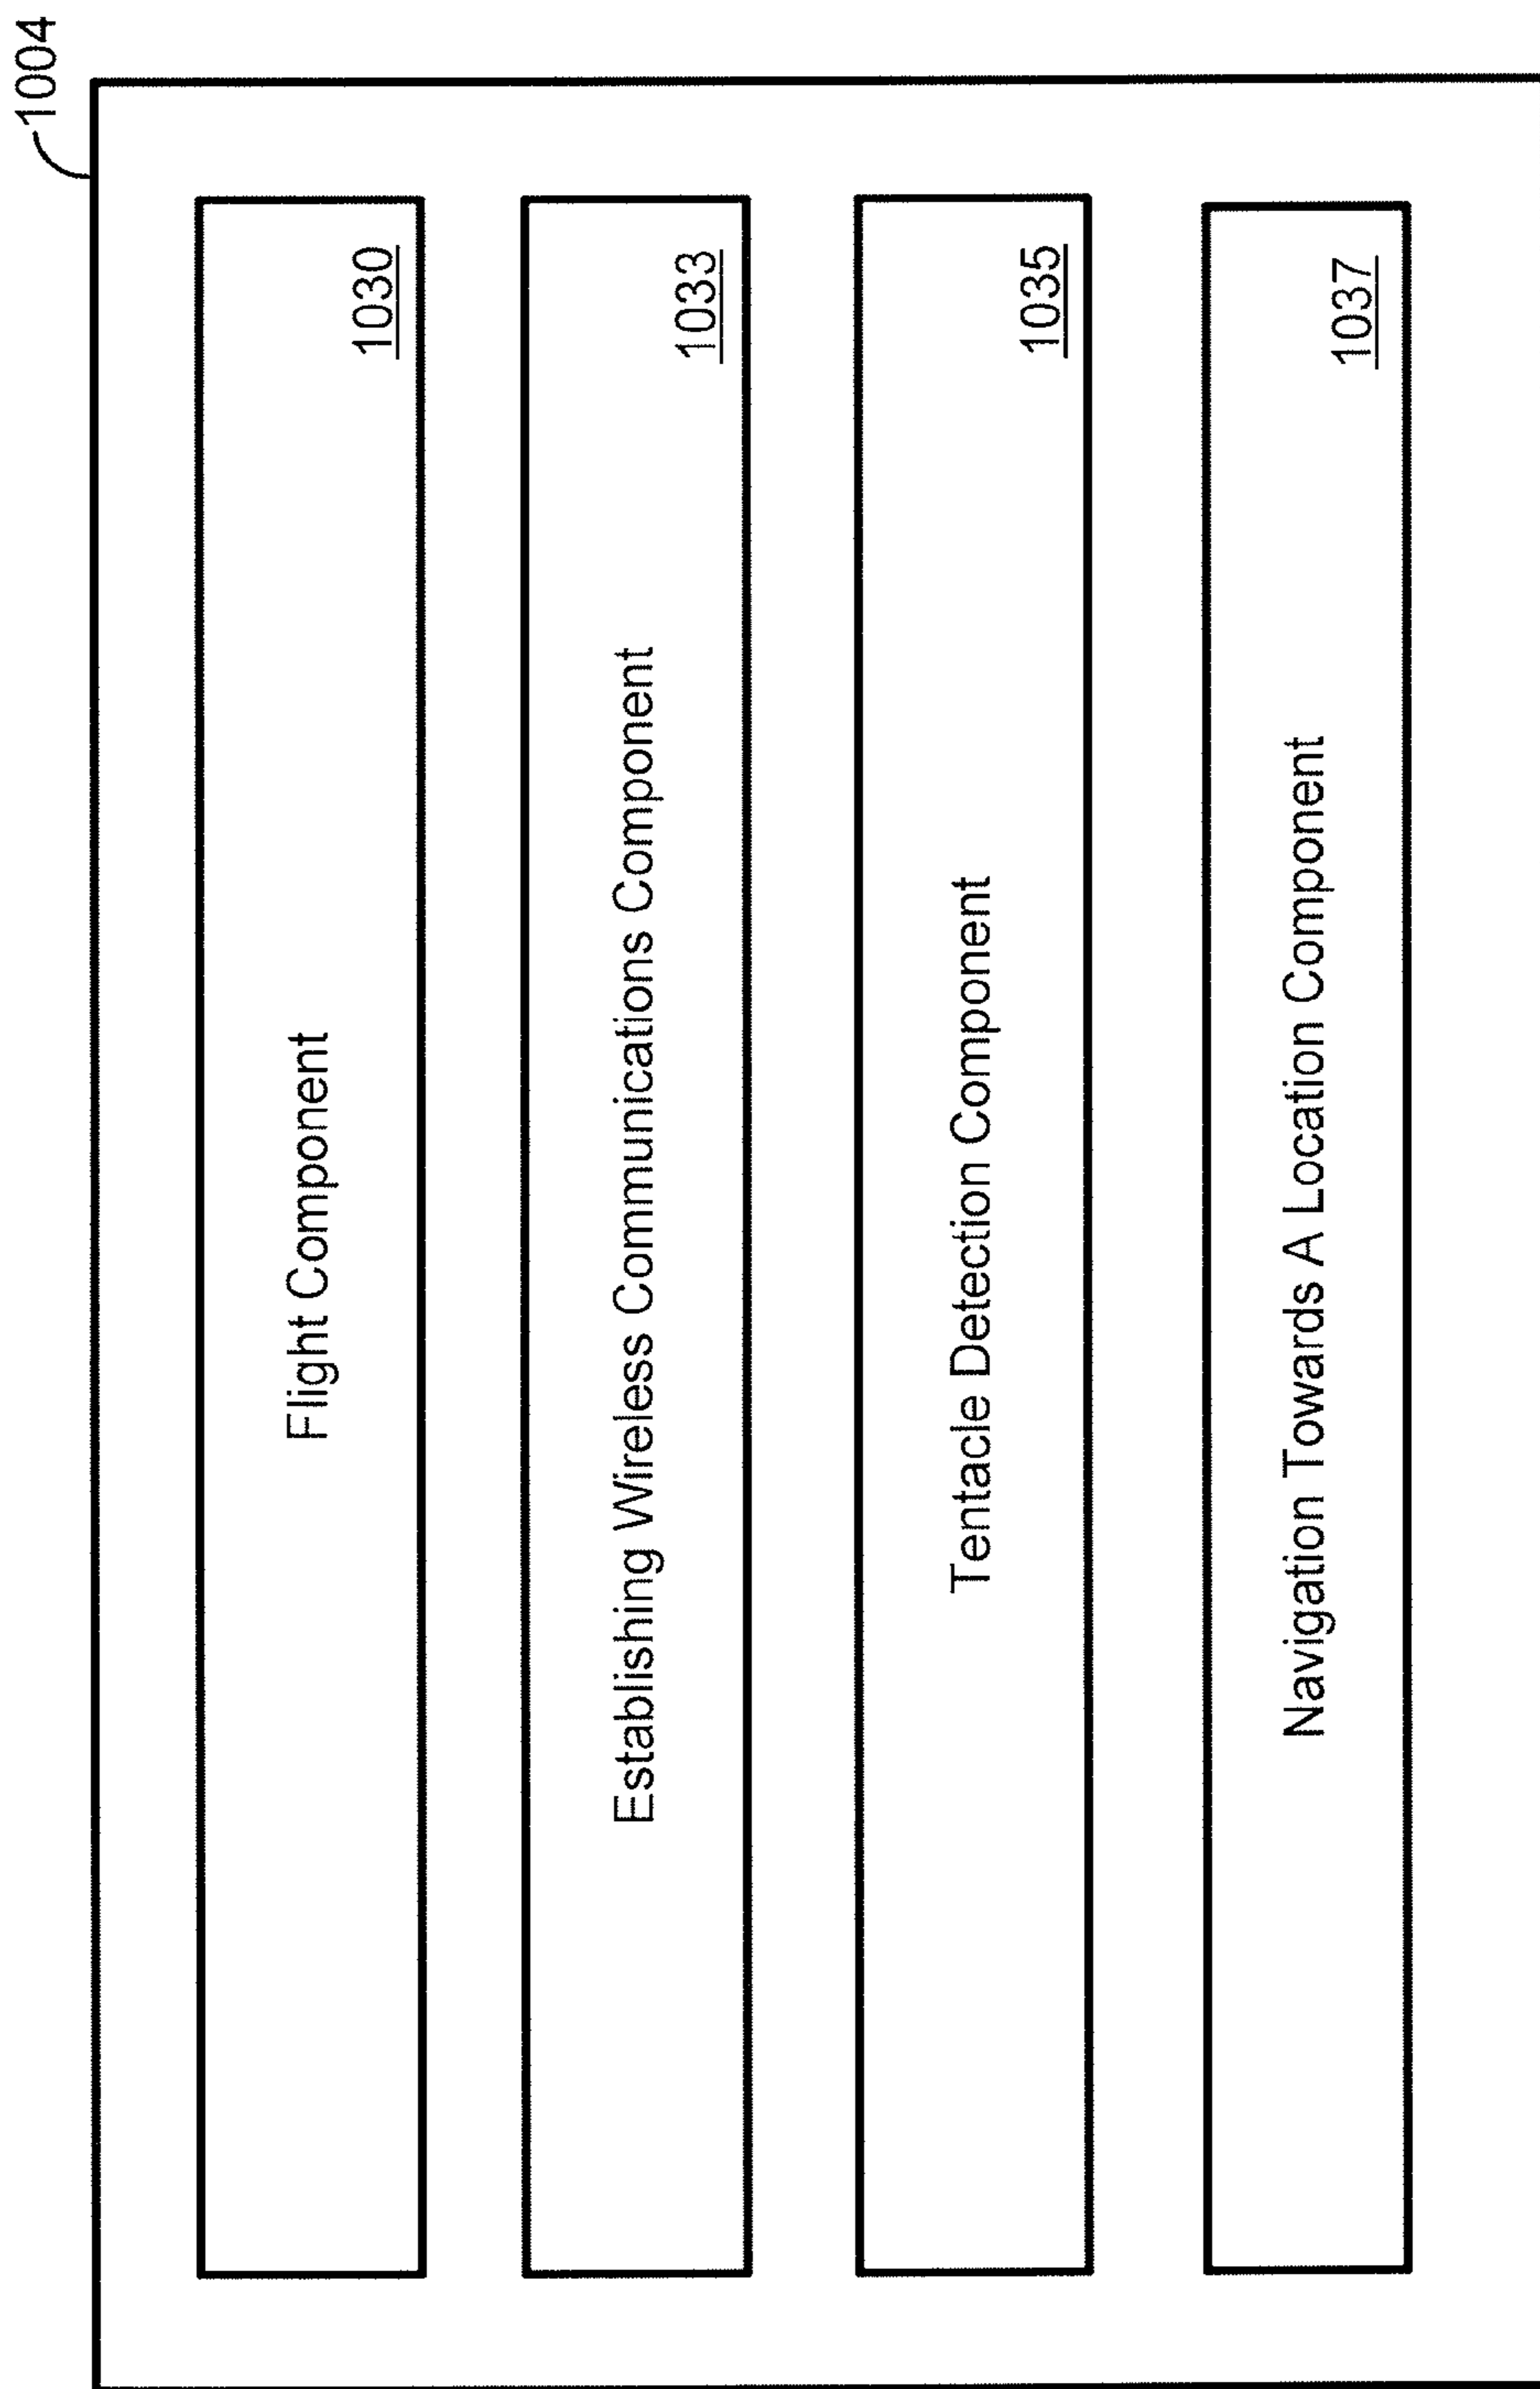 1004
Flight Component
1030
Establishing Wireless Communications Component
1033
Tentacle Detection Component
1035
Navigation Towards A Location Component
1037